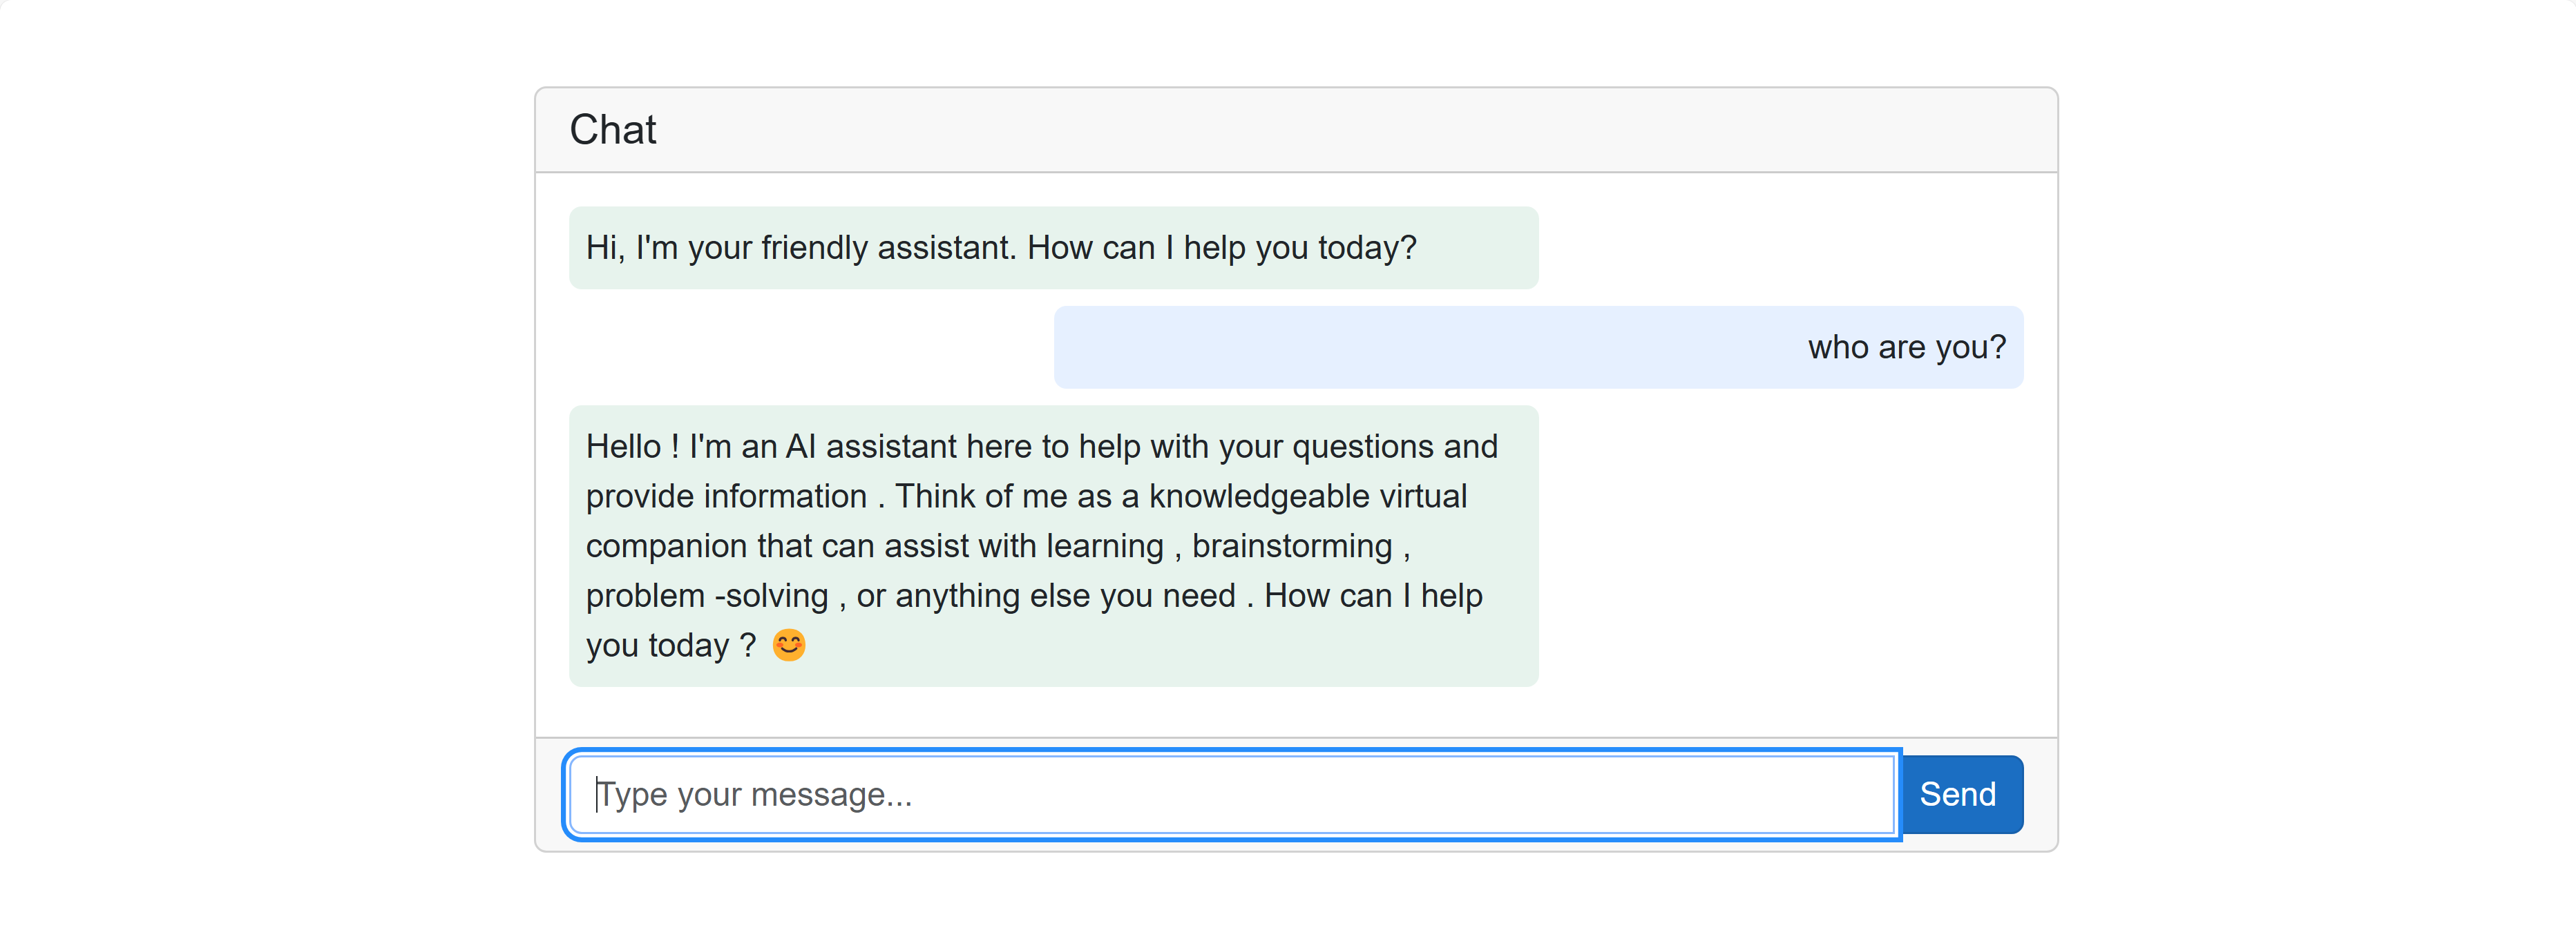 Chat
Hi, I'm your friendly assistant. How can I help you today?
who are you?
Hello ! I'm an AI assistant here to help with your questions and
provide information . Think of me as a knowledgeable virtual
companion that can assist with learning , brainstorming ,
problem -solving , or anything else you need . How can I help
you today ? 😊
Type your message...
Send